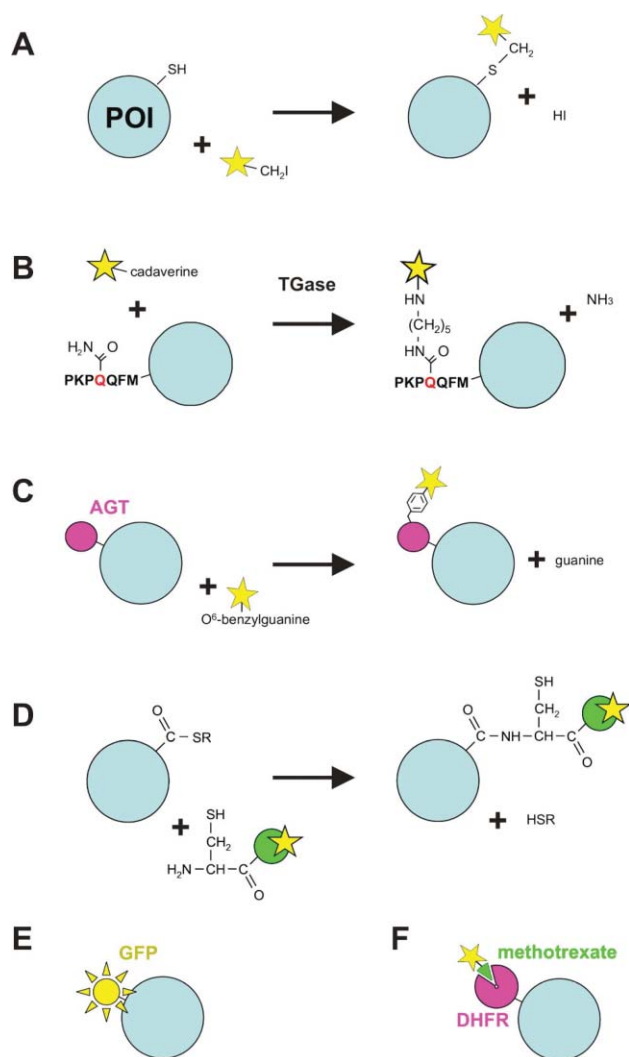 A
SH
POI
+
CH₂I
S
CH₂
+
HI
B
cadaverine
+
H₂N
O
PKPQQFM
TGase
HN
(CH₂)₅
HN
O
PKPQQFM
+
NH₃
C
AGT
+
O⁶-benzylguanine
+
guanine
D
O
C
SR
+
SH
CH₂
H₂N—CH—C
O
O
C—NH—CH—C
SH
CH₂
O
+
HSR
E
GFP
F
methotrexate
DHFR